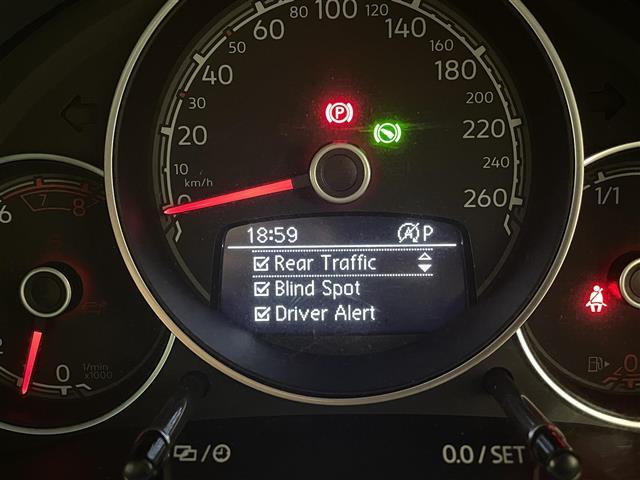 100
80 120
60 140
50 160
40 180
30 200
20 220
10 240
km/h
0 260
P
18:59 A P
Rear Traffic
Blind Spot
Driver Alert
6 7 8
2 0 1/min
x1000
1/1
0
/
0.0 / SET